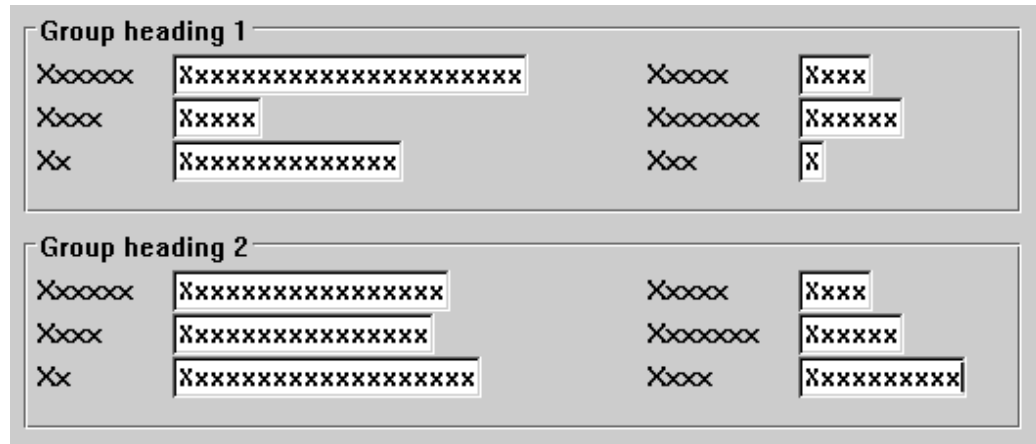 Group heading 1
Xxxxxx Xxxxxxxxxxxxxxxxxxxxxx Xxxxx Xxxx
Xxxx Xxxxx Xxxxxxx Xxxxxx
Xx Xxxxxxxxxxxxxx Xxx X
Group heading 2
Xxxxxx Xxxxxxxxxxxxxxxxx Xxxxx Xxxx
Xxxx Xxxxxxxxxxxxxxxx Xxxxxxx Xxxxxx
Xx Xxxxxxxxxxxxxxxxxxx Xxxx Xxxxxxxxxx